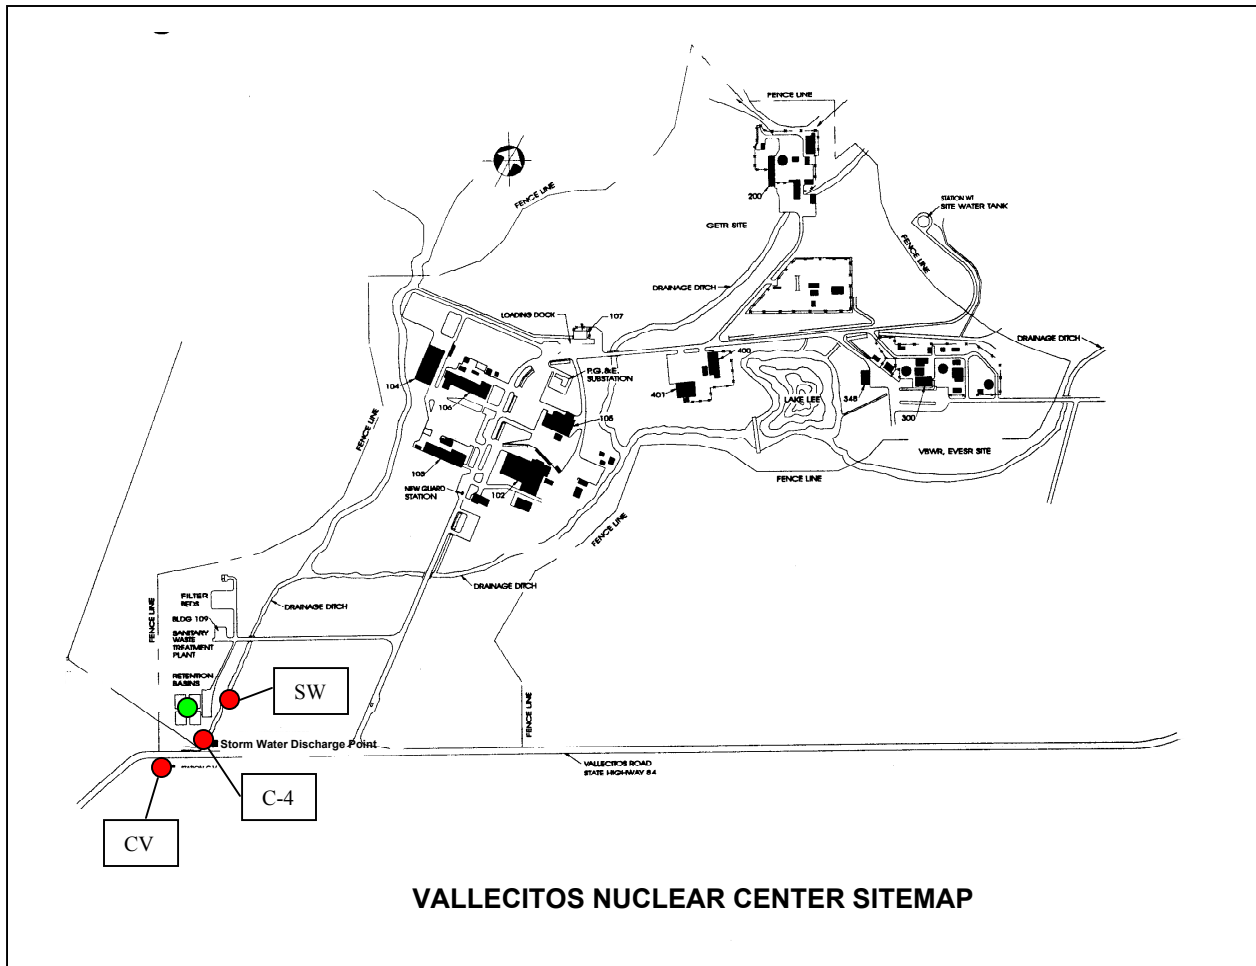 FENCE LINE
FENCE LINE
200
STATION WT
SITE WATER TANK
GETR SITE
FENCE LINE
DRAINAGE DITCH
LOADING DOCK
107
DRAINAGE DITCH
400
P.G.&E.
SUBSTATION
104
106
401
LAKE LEE
348
300
105
FENCE LINE
103
VBWR, EVESR SITE
FENCE LINE
NEW GUARD
STATION
102
FENCE LINE
DRAINAGE DITCH
FILTER
BEDS
DRAINAGE DITCH
FENCE LINE
BLDG 109
SANITARY
WASTE
TREATMENT
PLANT
RETENTION
BASINS
SW
FENCE LINE
Storm Water Discharge Point
VALLECITOS ROAD
STATE HIGHWAY 84
C-4
CV
VALLECITOS NUCLEAR CENTER SITEMAP